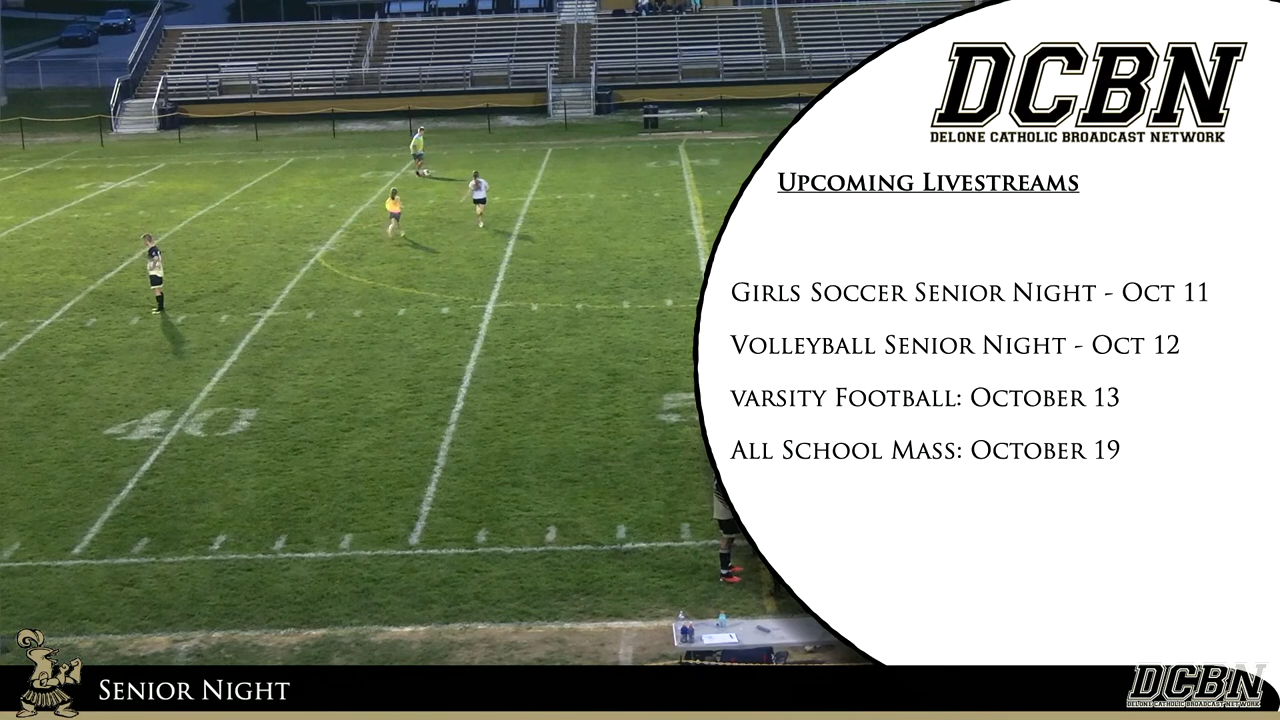 DCBN
DELONE CATHOLIC BROADCAST NETWORK
UPCOMING LIVESTREAMS
GIRLS SOCCER SENIOR NIGHT - OCT 11
VOLLEYBALL SENIOR NIGHT - OCT 12
VARSITY FOOTBALL: OCTOBER 13
ALL SCHOOL MASS: OCTOBER 19
40
SENIOR NIGHT
DCBN
DELONE CATHOLIC BROADCAST NETWORK